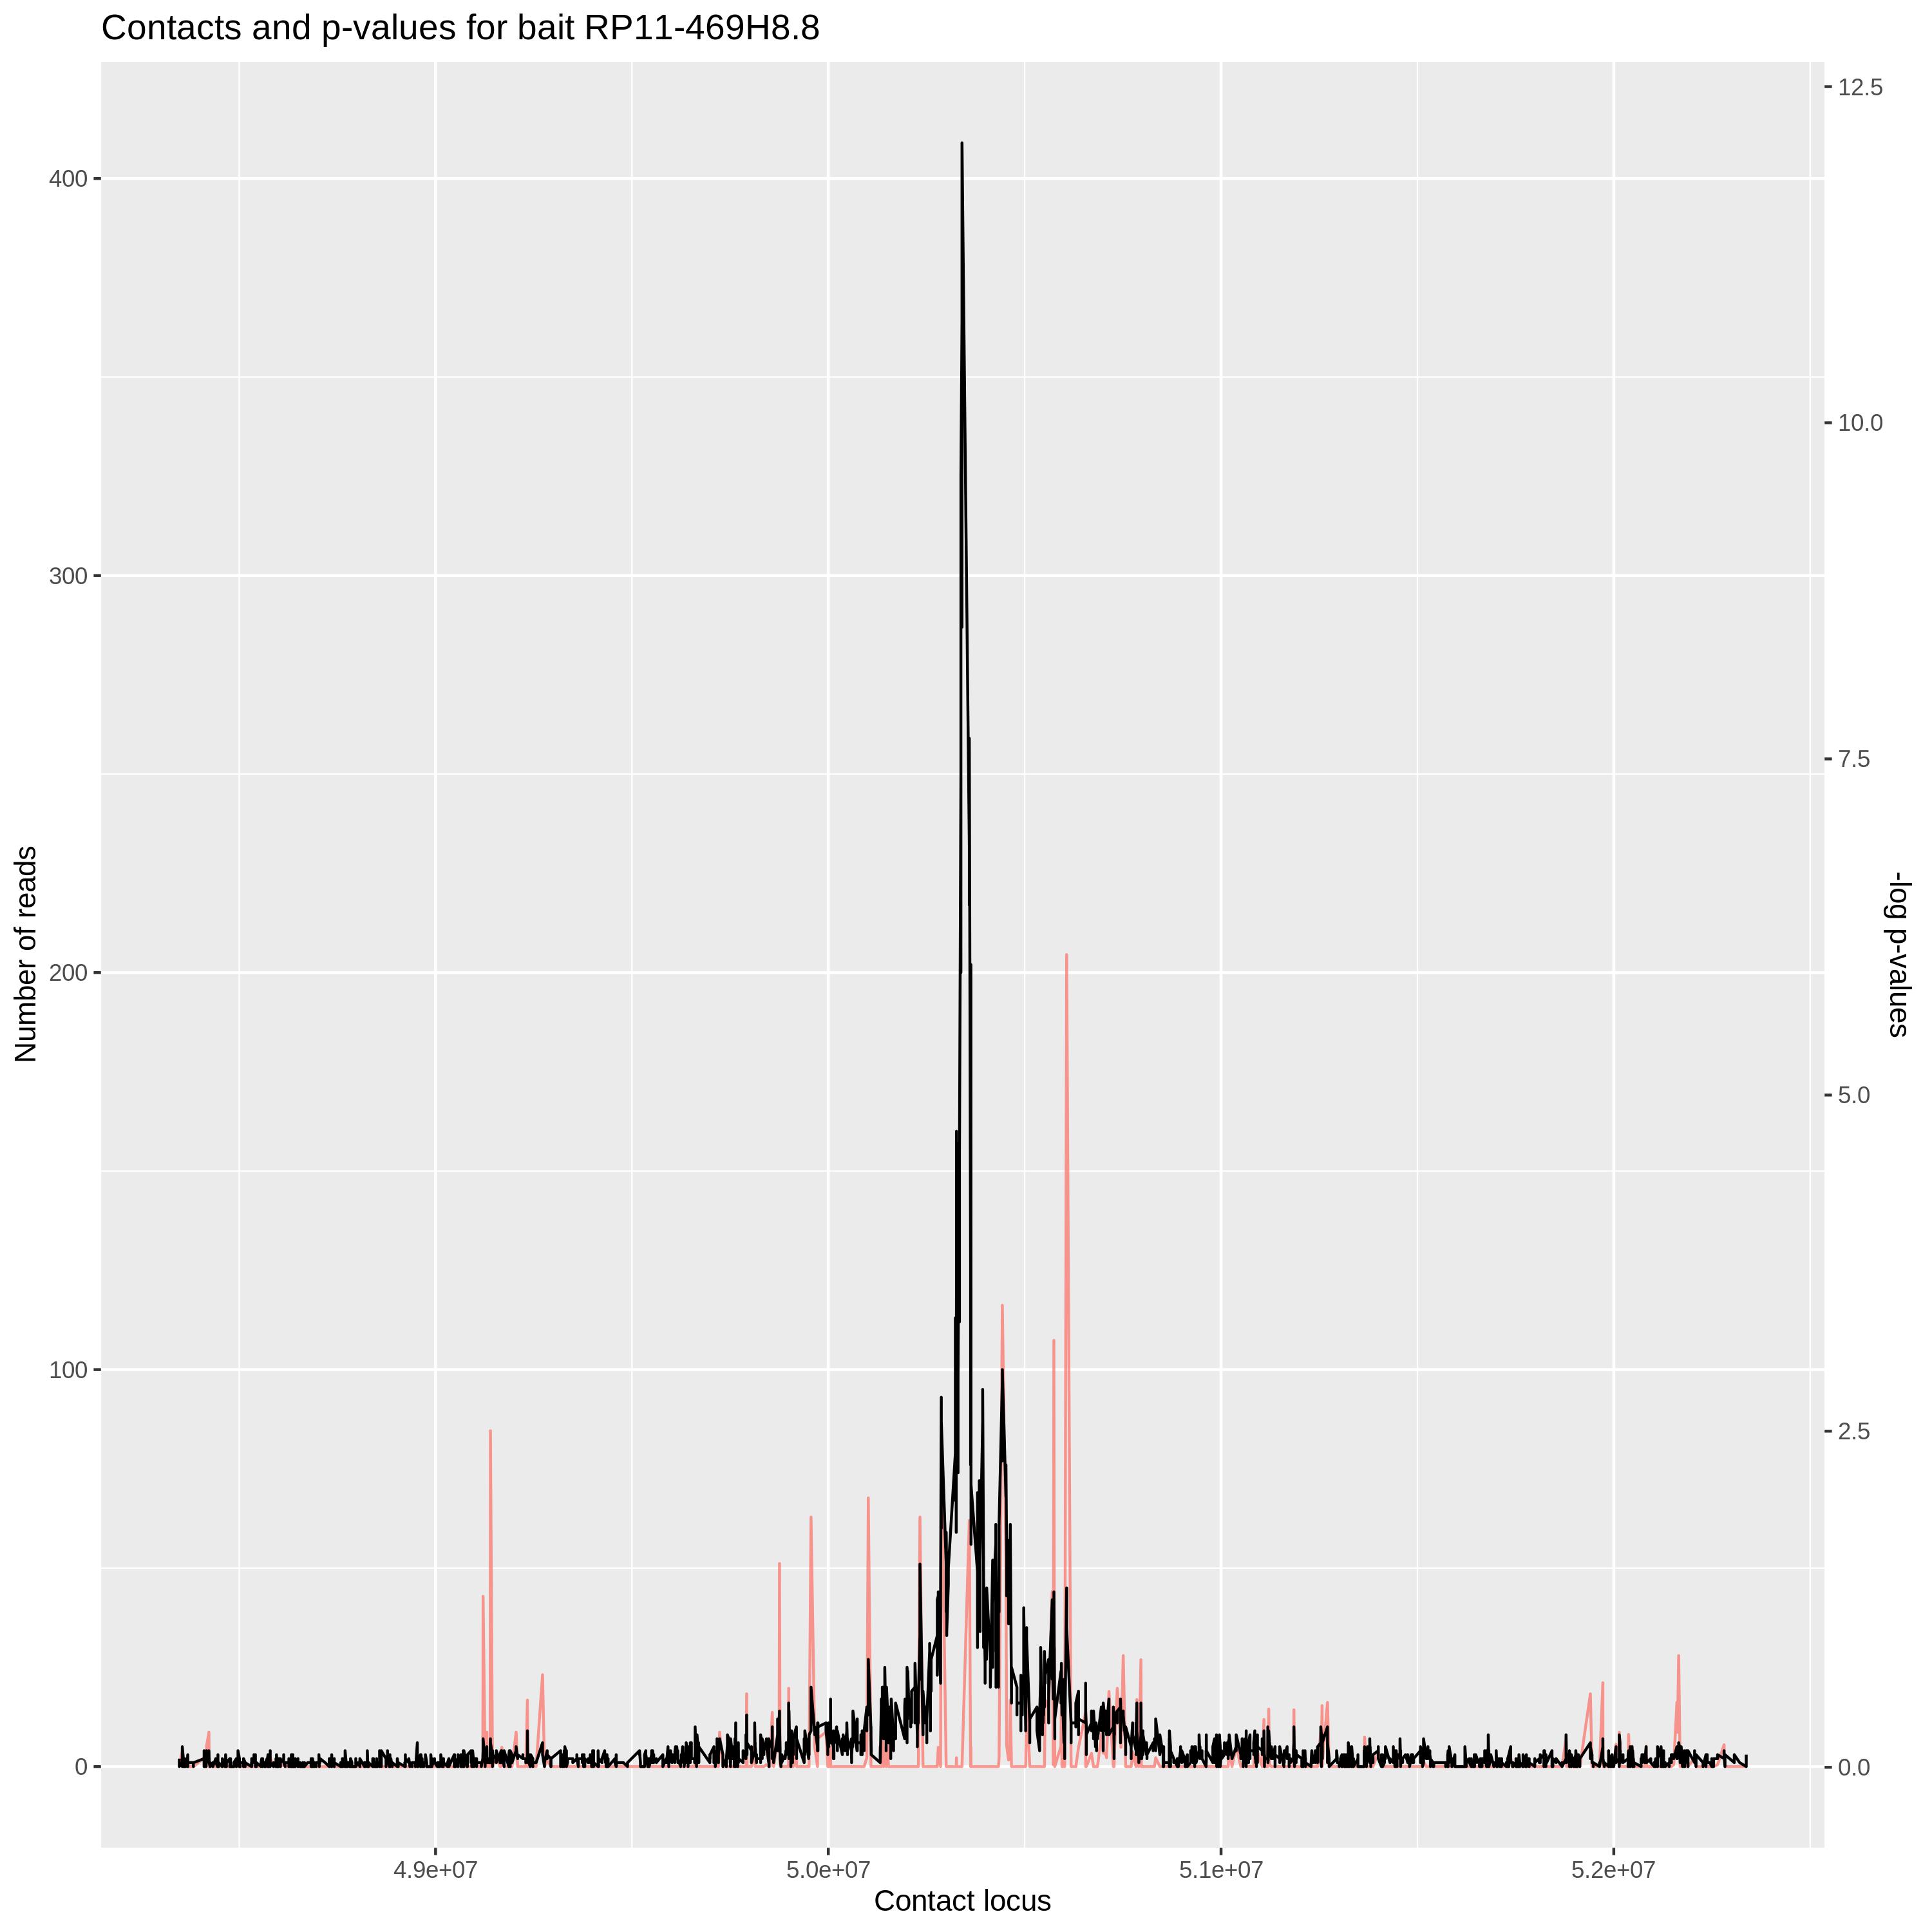 Contacts and p-values for bait RP11-469H8.8
400
300
200
100
0
Number of reads
12.5
10.0
7.5
5.0
2.5
0.0
-log p-values
4.9e+07 5.0e+07 5.1e+07 5.2e+07
Contact locus